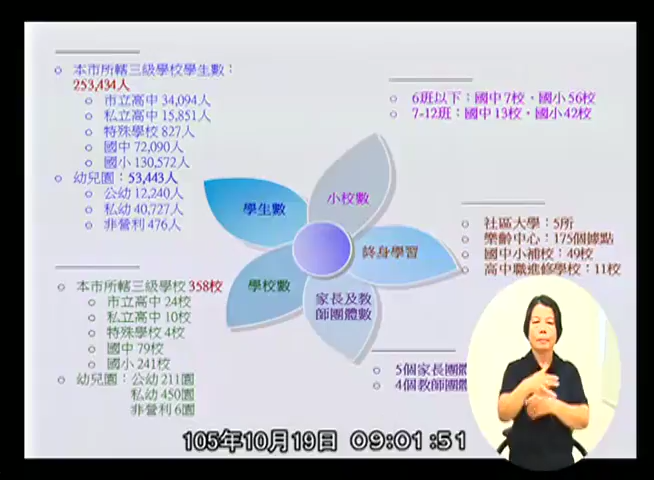 本市所轄三級學校學生數：
253,434人
市立高中 34,094人
私立高中 15,851人
特殊學校 827人
國中 72,090人
國小 130,572人
幼兒園：53,443人
公幼 12,240人
私幼 40,727人
非營利 476人
6班以下：國中7校，國小56校
7-12班：國中13校，國小42校
小校數
學生數
終身學習
學校數
家長及教
師團體數
社區大學：5所
樂齡中心：175個據點
國中小補校：49校
高中職進修學校：11校
本市所轄三級學校 358校
市立高中 24校
私立高中 10校
特殊學校 4校
國中 79校
國小 241校
幼兒園：公幼 211園
私幼 450園
非營利 6園
5個家長團體
4個教師團體
105年10月19日 09:01:51